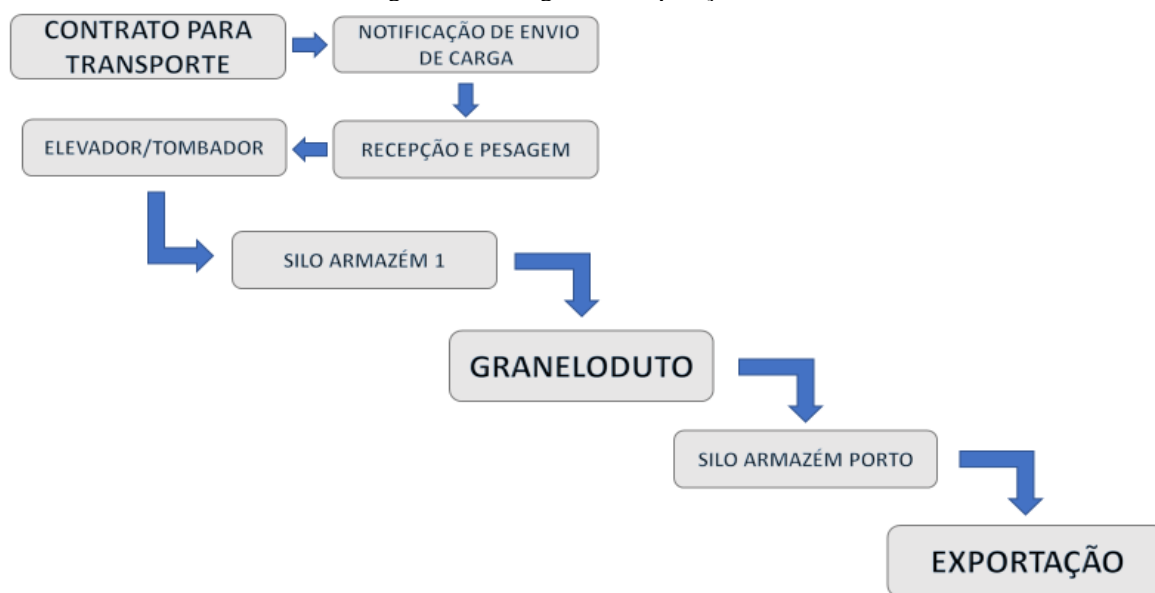 CONTRATO PARA
TRANSPORTE
NOTIFICAÇÃO DE ENVIO
DE CARGA
ELEVADOR/TOMBADOR
RECEPÇÃO E PESAGEM
SILO ARMAZÉM 1
GRANELODUTO
SILO ARMAZÉM PORTO
EXPORTAÇÃO